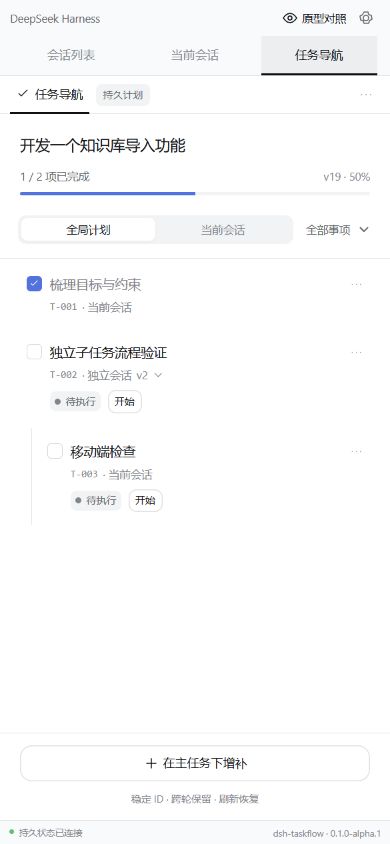 DeepSeek Harness 原型对照
会话列表 当前会话 任务导航
任务导航 持久计划 ···
开发一个知识库导入功能
1 / 2 项已完成 v19 · 50%
全局计划 当前会话 全部事项
梳理目标与约束 ···
T-001 · 当前会话
独立子任务流程验证 ···
T-002 · 独立会话 v2
待执行 开始
移动端检查 ···
T-003 · 当前会话
待执行 开始
+ 在主任务下增补
稳定 ID · 跨轮保留 · 刷新恢复
持久状态已连接 dsh-taskflow · 0.1.0-alpha.1